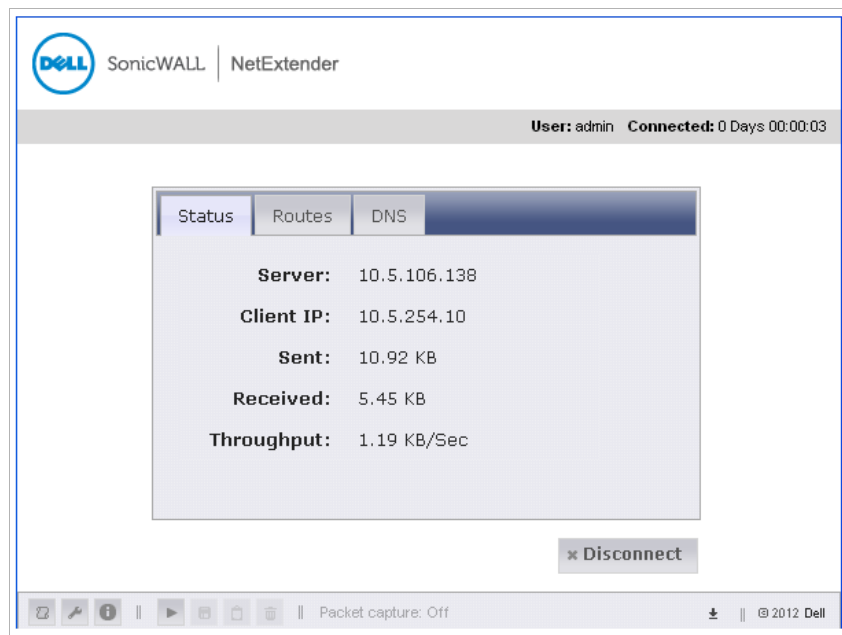 DELL SonicWALL NetExtender
User: admin Connected: 0 Days 00:00:03
Status Routes DNS
Server: 10.5.106.138
Client IP: 10.5.254.10
Sent: 10.92 KB
Received: 5.45 KB
Throughput: 1.19 KB/Sec
× Disconnect
Packet capture: Off © 2012 Dell